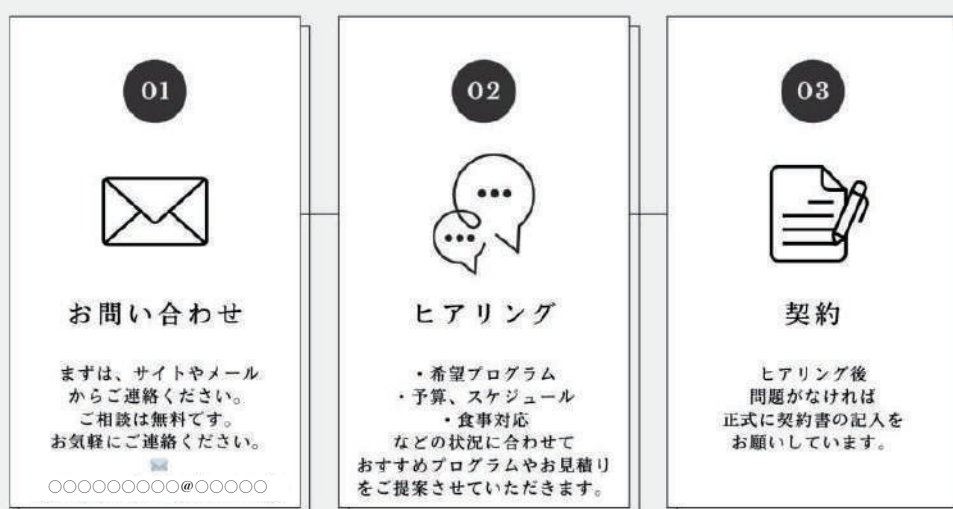 01
お問い合わせ
まずは、サイトやメール
からご連絡ください。
ご相談は無料です。
お気軽にご連絡ください。
○○○○○○○○○@○○○○○
02
ヒアリング
・希望プログラム
・予算、スケジュール
・食事対応
などの状況に合わせて
おすすめプログラムやお見積り
をご提案させていただきます。
03
契約
ヒアリング後
問題がなければ
正式に契約書の記入を
お願いしています。